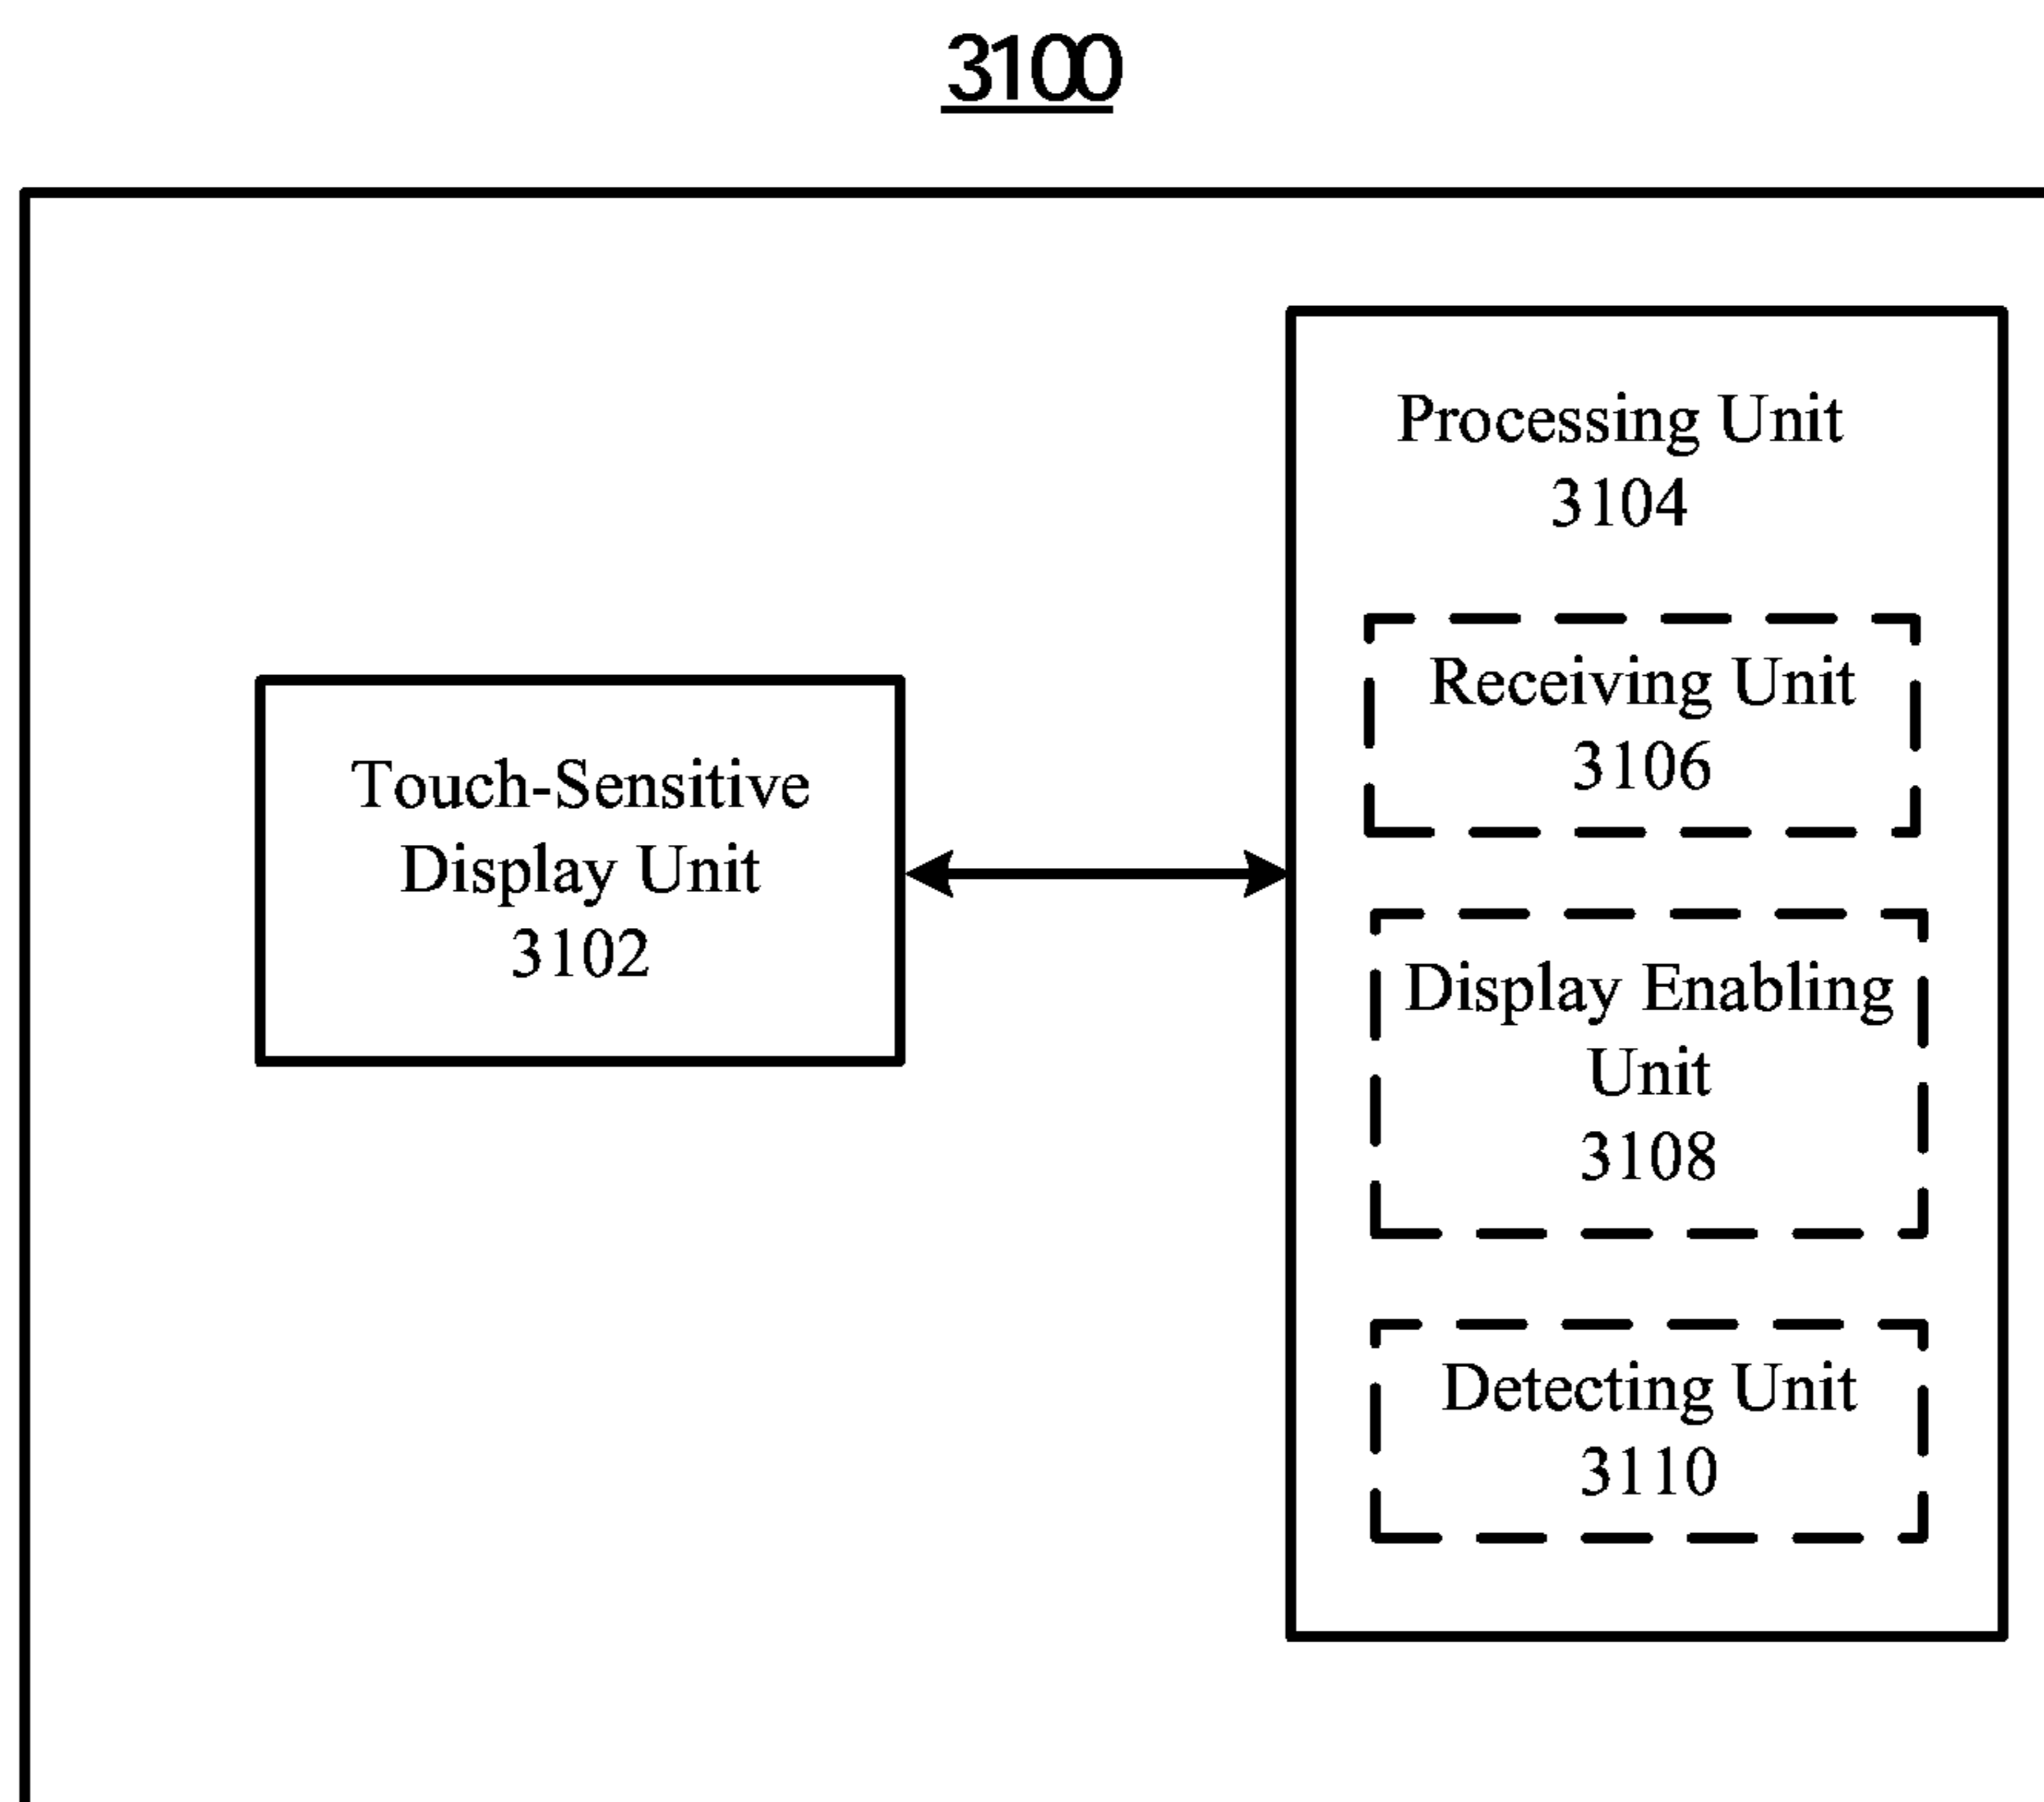 3100
Processing Unit
3104
Receiving Unit
3106
Touch-Sensitive
Display Unit
3102
Display Enabling
Unit
3108
Detecting Unit
3110